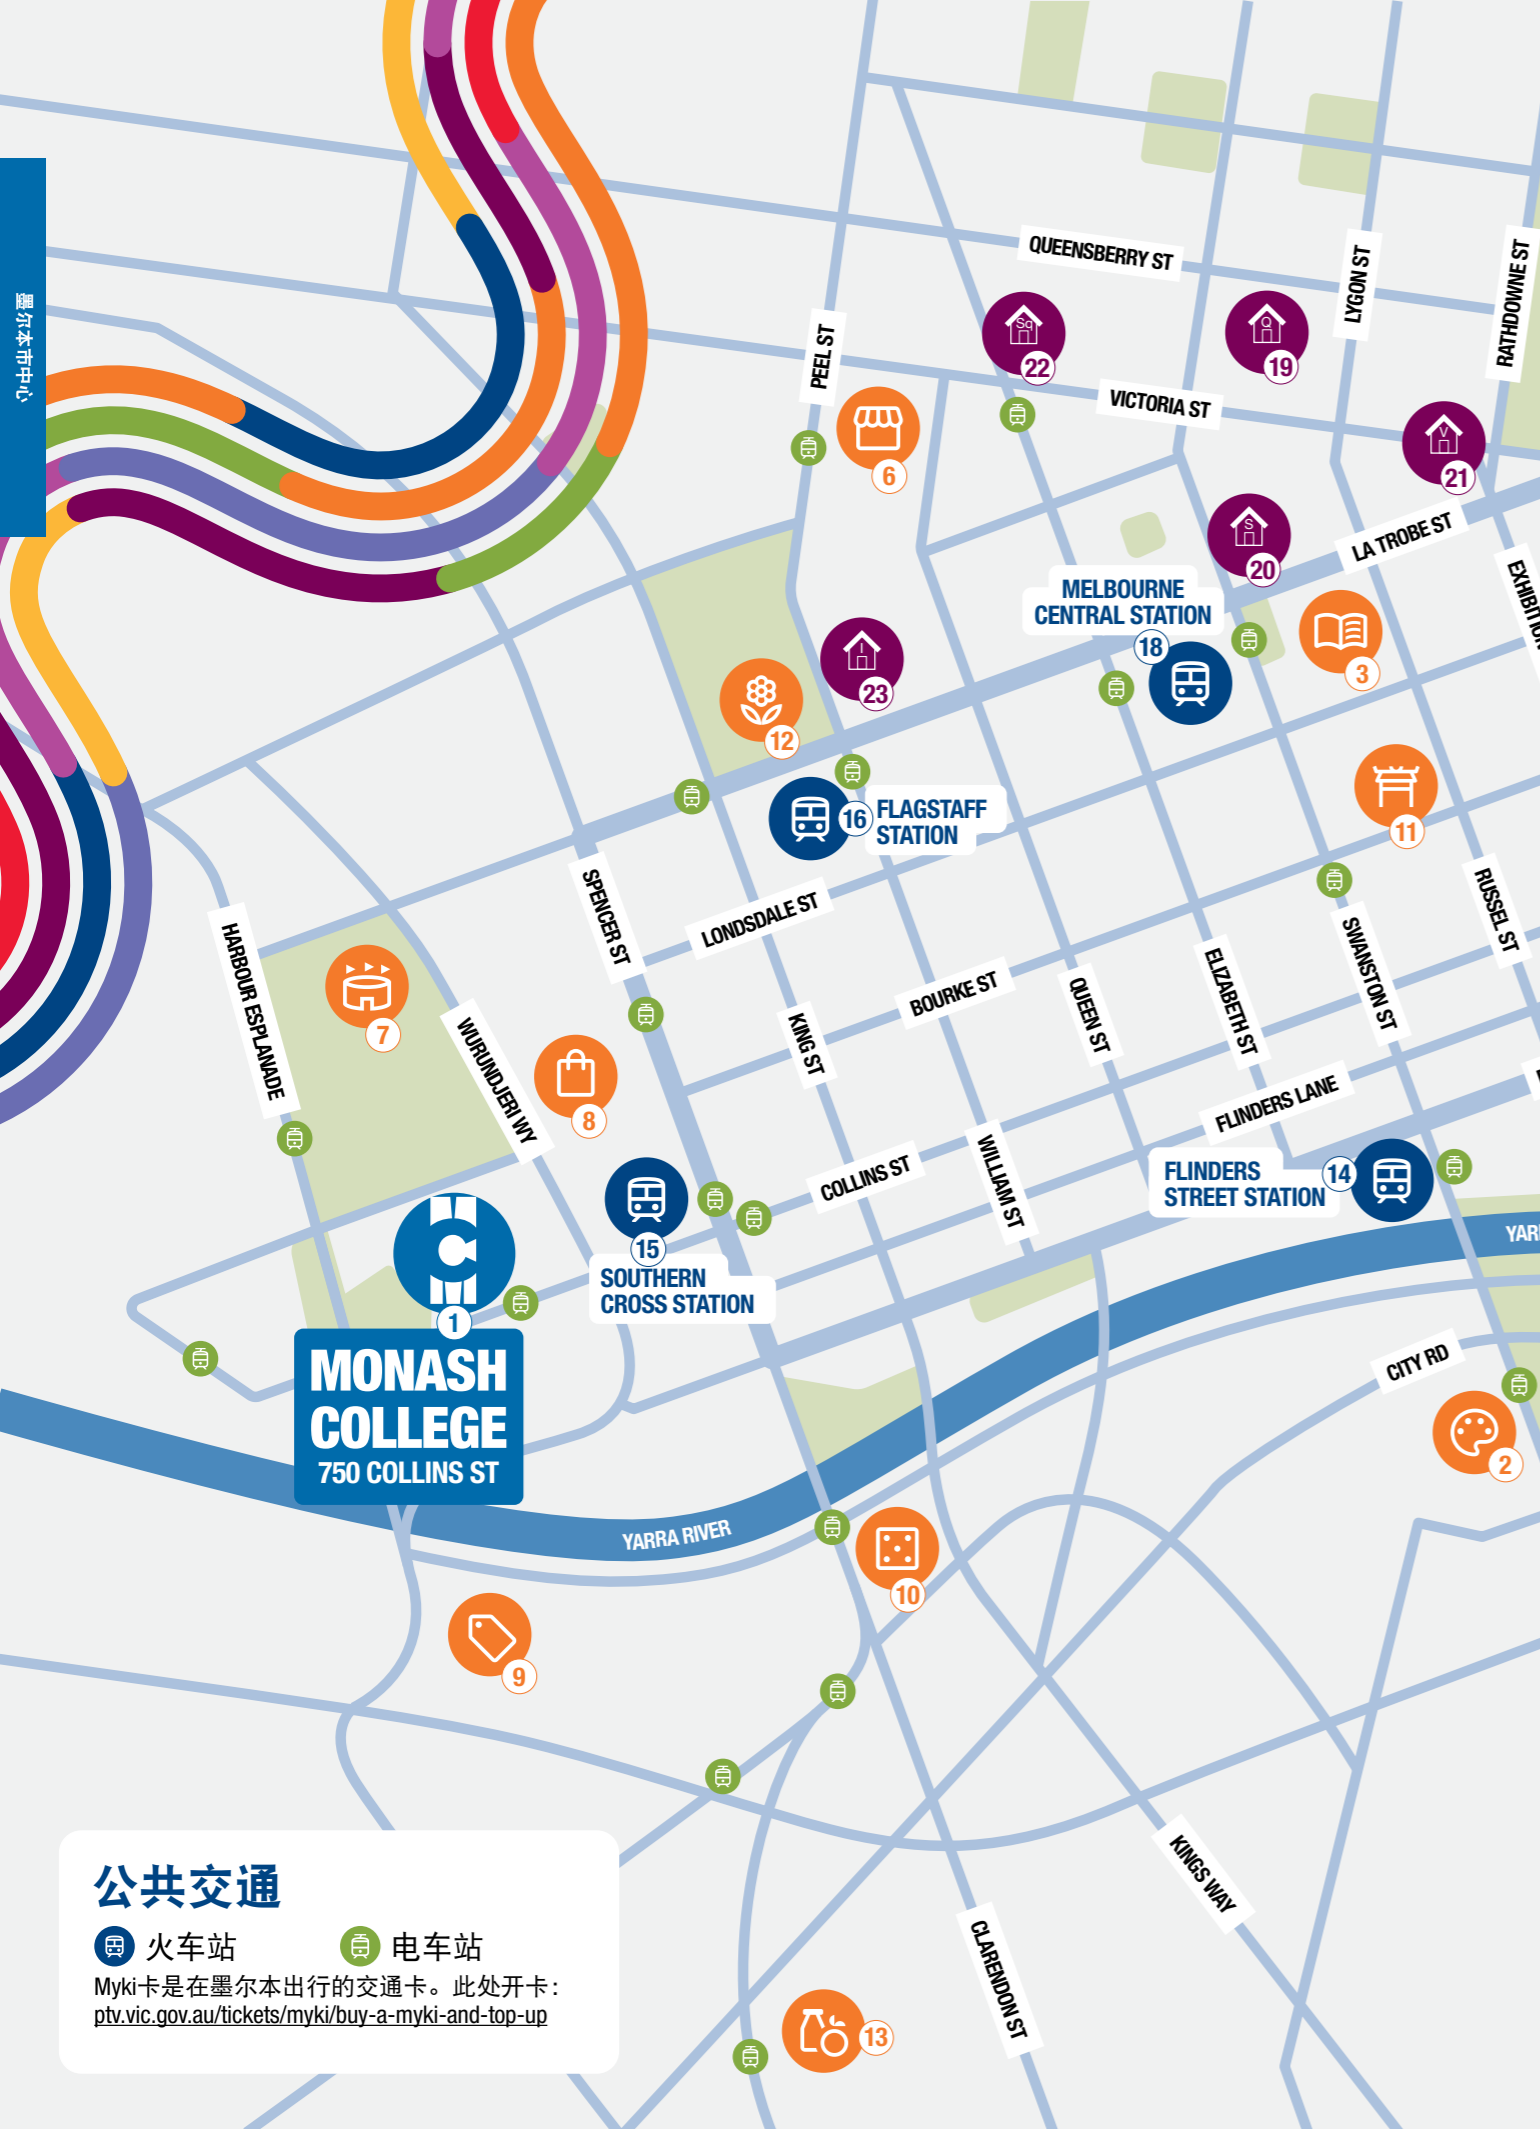 墨尔本市中心
QUEENSBERRY ST
LYGON ST
RATHDOWNE ST
PEEL ST
Sq
22
Q
19
VICTORIA ST
6
V
21
S
20
LA TROBE ST
MELBOURNE
CENTRAL STATION
18
3
I
23
12
16
FLAGSTAFF
STATION
11
SPENCER ST
LONDSDALE ST
RUSSEL ST
HARBOUR ESPLANADE
7
WURUNDJERI WY
8
KING ST
BOURKE ST
QUEEN ST
ELIZABETH ST
SWANSTON ST
FLINDERS LANE
COLLINS ST
WILLIAM ST
FLINDERS
STREET STATION
14
15
SOUTHERN
CROSS STATION
1
MONASH
COLLEGE
750 COLLINS ST
CITY RD
2
YARRA RIVER
10
9
KINGS WAY
CLARENDON ST
13
公共交通
火车站
电车站
Myki卡是在墨尔本出行的交通卡。此处开卡：
ptv.vic.gov.au/tickets/myki/buy-a-myki-and-top-up